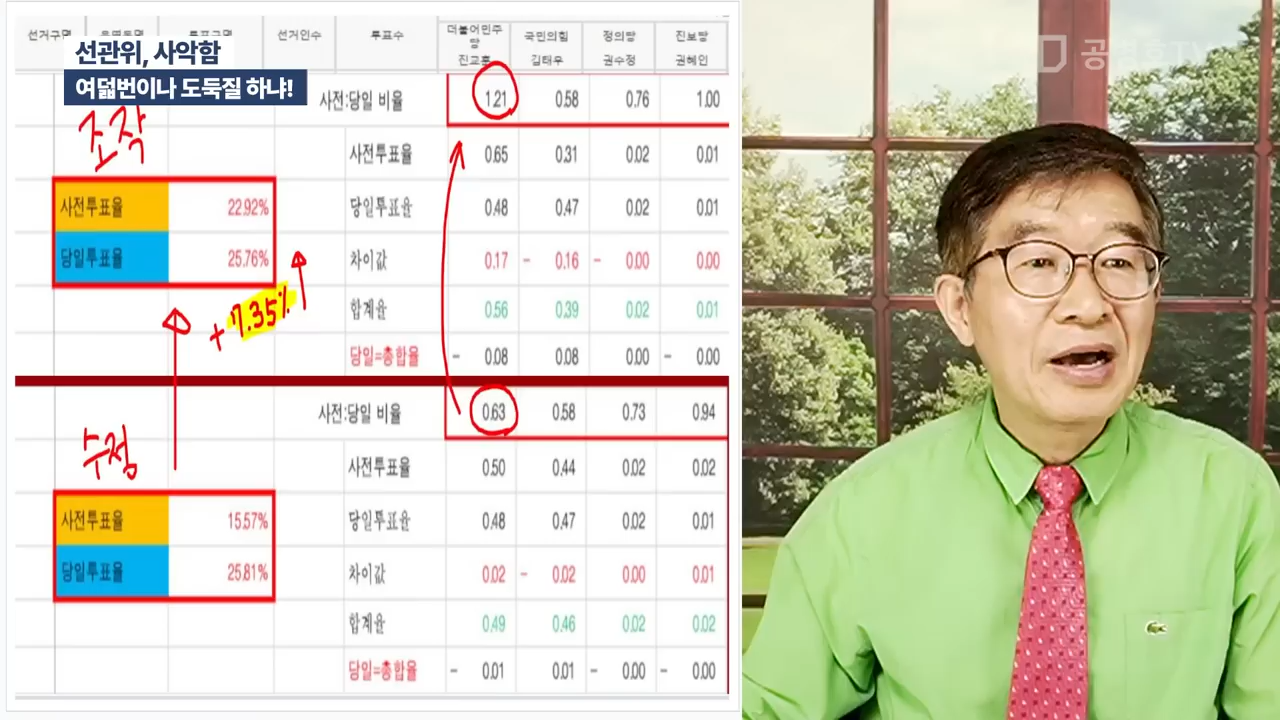 선관위, 사악함
여덟번이나 도둑질 하냐!
공병호TV
선거구명 선거인수 투표수 더불어민주당 진교훈 국민의힘 김태우 정의당 권수정 진보당 권혜인
사전:당일 비율 1.21 0.58 0.76 1.00
조작
사전투표율 0.65 0.31 0.02 0.01
사전투표율 22.92% 당일투표율 0.48 0.47 0.02 0.01
당일투표율 25.76% 차이값 0.17 - 0.16 - 0.00 0.00
+7.35%
합계율 0.56 0.39 0.02 0.01
당일=총합율 - 0.08 0.08 0.00 - 0.00
사전:당일 비율 0.63 0.58 0.73 0.94
수정
사전투표율 0.50 0.44 0.02 0.02
사전투표율 15.57% 당일투표율 0.48 0.47 0.02 0.01
당일투표율 25.81% 차이값 0.02 - 0.02 0.00 0.01
합계율 0.49 0.46 0.02 0.02
당일=총합율 - 0.01 0.01 - 0.00 - 0.00